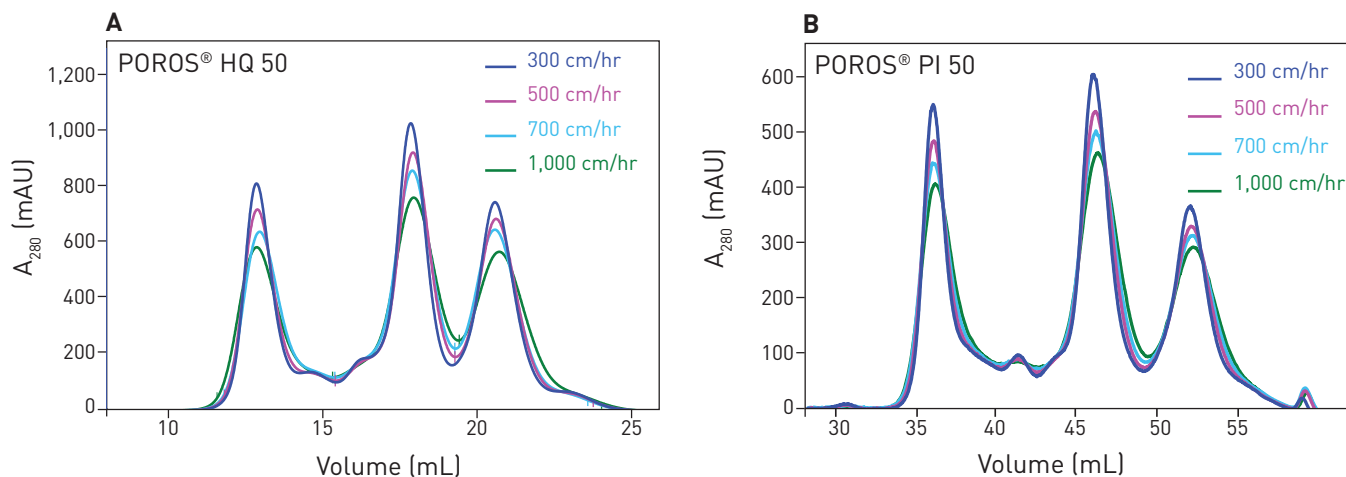 A
POROS® HQ 50
300 cm/hr
500 cm/hr
700 cm/hr
1,000 cm/hr
1,200
1,000
800
600
400
200
0
A280 (mAU)
10 15 20 25
Volume (mL)
B
POROS® PI 50
300 cm/hr
500 cm/hr
700 cm/hr
1,000 cm/hr
600
500
400
300
200
100
0
A280 (mAU)
30 35 40 45 50 55
Volume (mL)